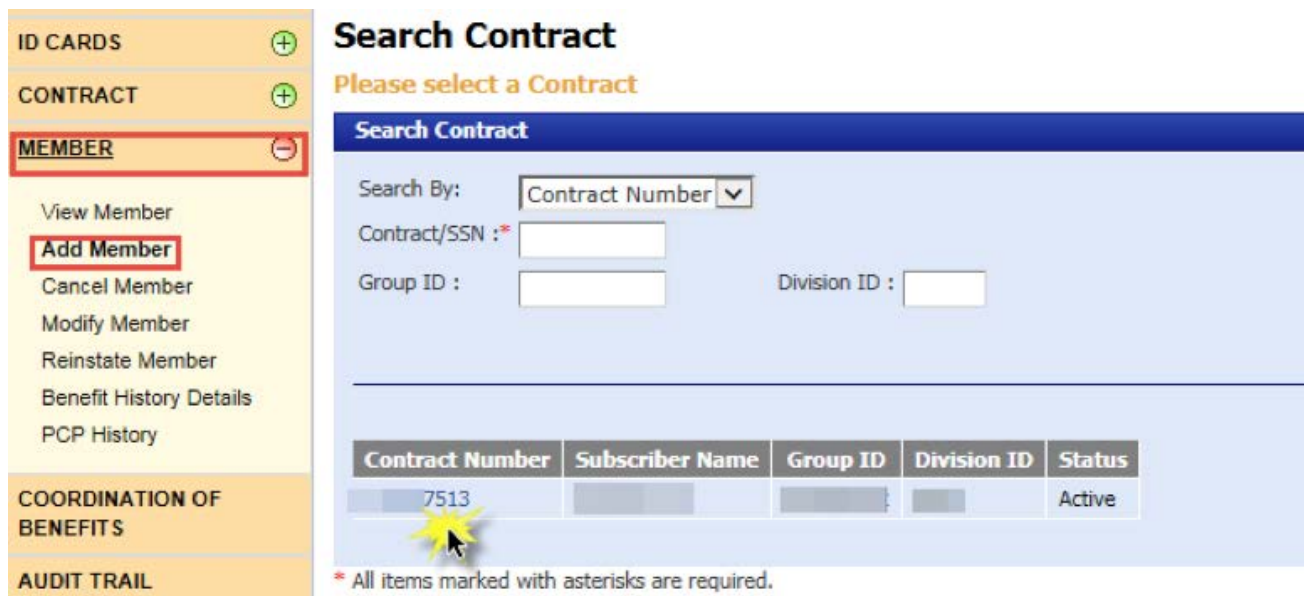 ID CARDS
CONTRACT
MEMBER
View Member
Add Member
Cancel Member
Modify Member
Reinstate Member
Benefit History Details
PCP History
COORDINATION OF
BENEFITS
AUDIT TRAIL
Search Contract
Please select a Contract
Search Contract
Search By: Contract Number
Contract/SSN :*
Group ID : Division ID :
Contract Number Subscriber Name Group ID Division ID Status
7513 Active
* All items marked with asterisks are required.